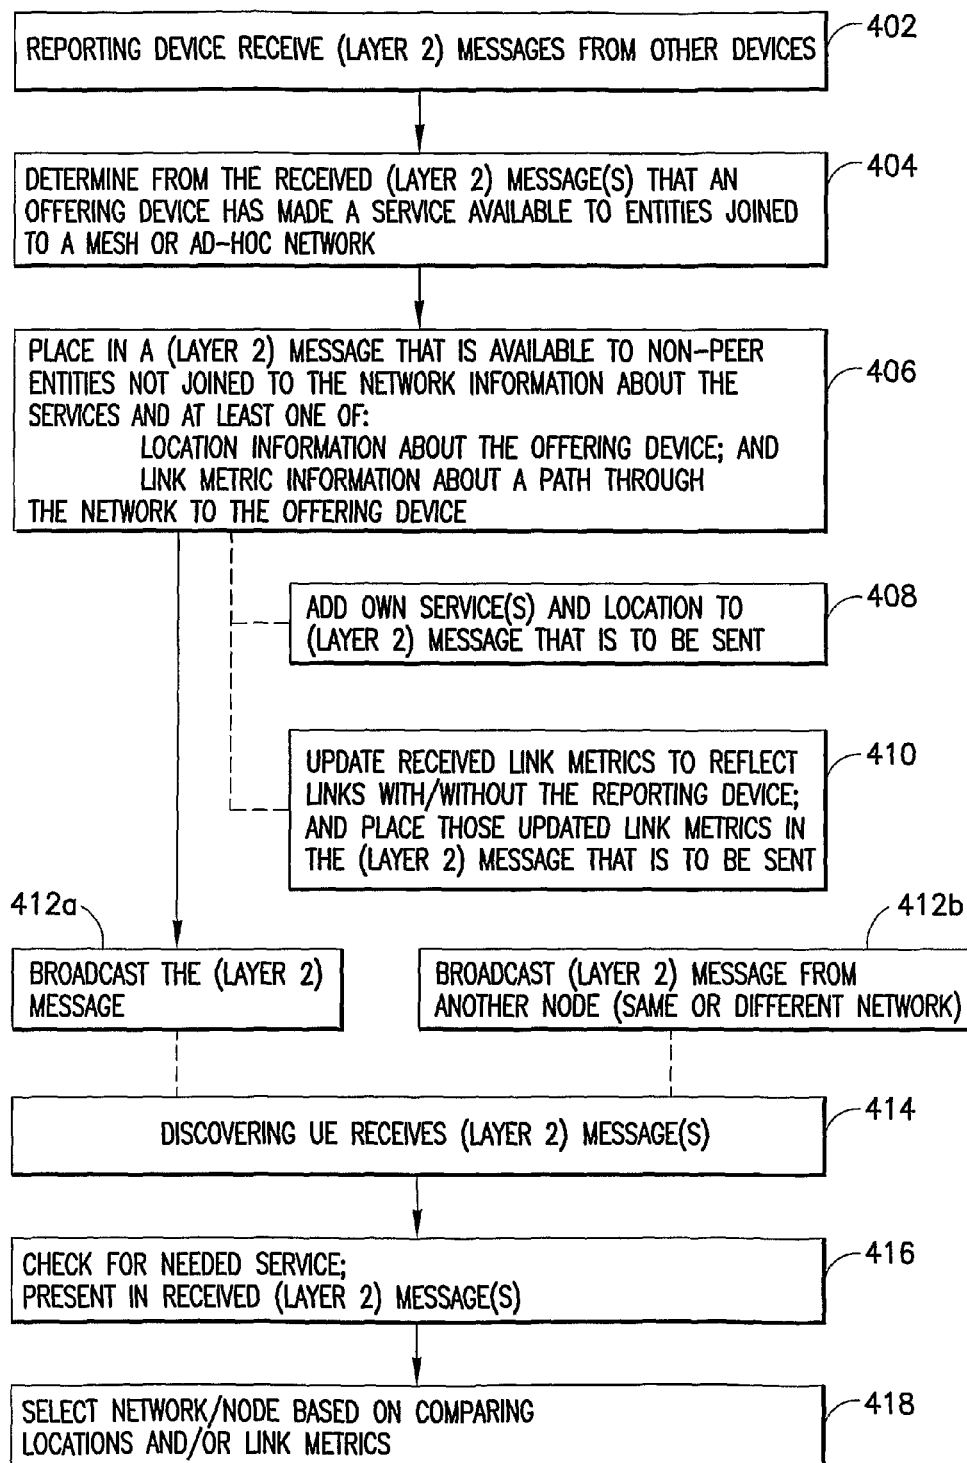 402
REPORTING DEVICE RECEIVE (LAYER 2) MESSAGES FROM OTHER DEVICES
404
DETERMINE FROM THE RECEIVED (LAYER 2) MESSAGE(S) THAT AN
OFFERING DEVICE HAS MADE A SERVICE AVAILABLE TO ENTITIES JOINED
TO A MESH OR AD-HOC NETWORK
406
PLACE IN A (LAYER 2) MESSAGE THAT IS AVAILABLE TO NON-PEER
ENTITIES NOT JOINED TO THE NETWORK INFORMATION ABOUT THE
SERVICES AND AT LEAST ONE OF:
LOCATION INFORMATION ABOUT THE OFFERING DEVICE; AND
LINK METRIC INFORMATION ABOUT A PATH THROUGH
THE NETWORK TO THE OFFERING DEVICE
408
ADD OWN SERVICE(S) AND LOCATION TO
(LAYER 2) MESSAGE THAT IS TO BE SENT
410
UPDATE RECEIVED LINK METRICS TO REFLECT
LINKS WITH/WITHOUT THE REPORTING DEVICE;
AND PLACE THOSE UPDATED LINK METRICS IN
THE (LAYER 2) MESSAGE THAT IS TO BE SENT
412a
BROADCAST THE (LAYER 2)
MESSAGE
412b
BROADCAST (LAYER 2) MESSAGE FROM
ANOTHER NODE (SAME OR DIFFERENT NETWORK)
414
DISCOVERING UE RECEIVES (LAYER 2) MESSAGE(S)
416
CHECK FOR NEEDED SERVICE;
PRESENT IN RECEIVED (LAYER 2) MESSAGE(S)
418
SELECT NETWORK/NODE BASED ON COMPARING
LOCATIONS AND/OR LINK METRICS